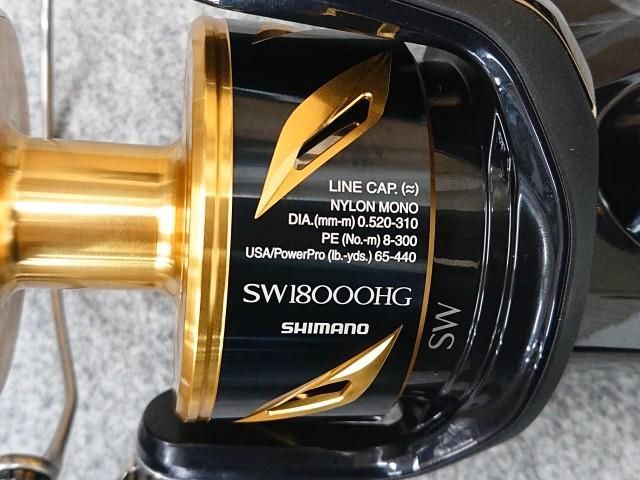 LINE CAP. (≈)
NYLON MONO
DIA.(mm-m) 0.520-310
PE (No.-m) 8-300
USA/PowerPro (lb.-yds.) 65-440
SW18000HG
SHIMANO
SW